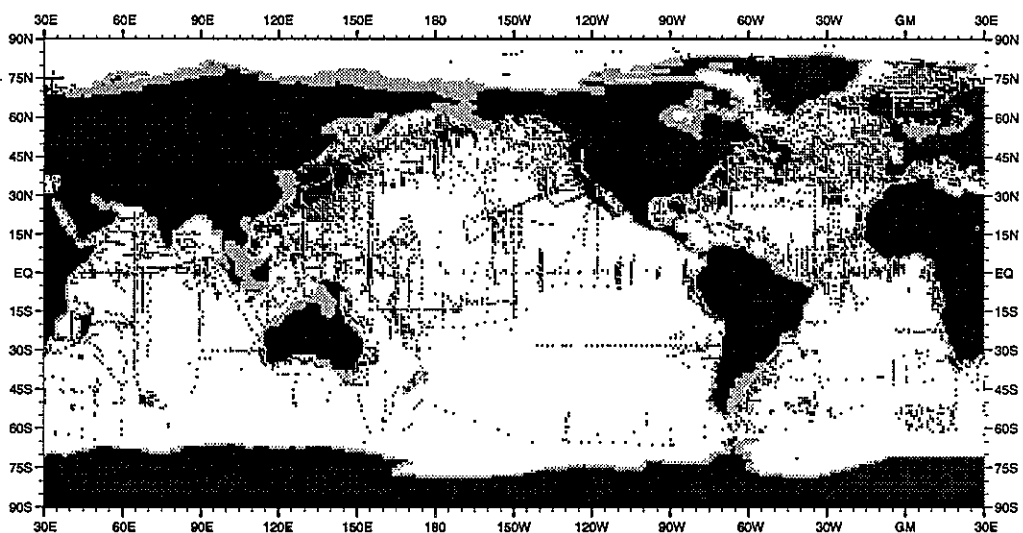 30E 60E 90E 120E 150E 180 150W 120W 90W 60W 30W GM 30E
90N 90N
75N 75N
60N 60N
45N 45N
30N 30N
15N 15N
EQ EQ
15S 15S
30S 30S
45S 45S
60S 60S
75S 75S
90S 90S
30E 60E 90E 120E 150E 180 150W 120W 90W 60W 30W GM 30E